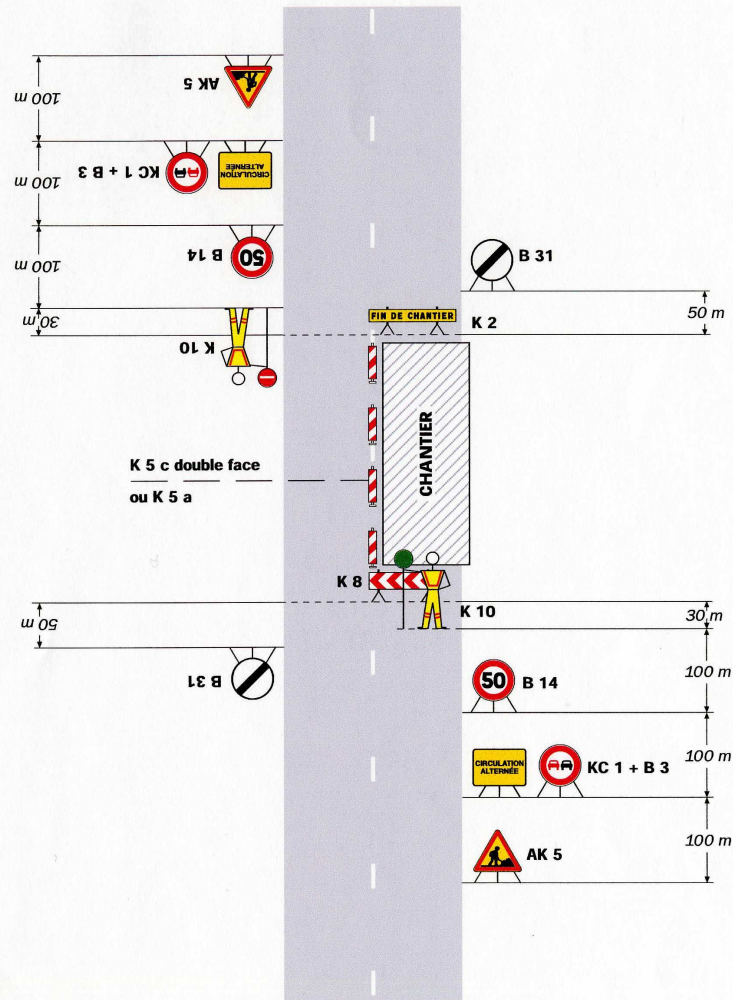 AK 5
100 m
KC 1 + B 3
CIRCULATION
ALTERNÉE
100 m
B 14
50
100 m
B 31
FIN DE CHANTIER
K 2
50 m
30 m
K 10
CHANTIER
K 5 c double face
ou K 5 a
K 8
K 10
30 m
50 m
B 31
50
B 14
100 m
CIRCULATION
ALTERNÉE
KC 1 + B 3
100 m
AK 5
100 m